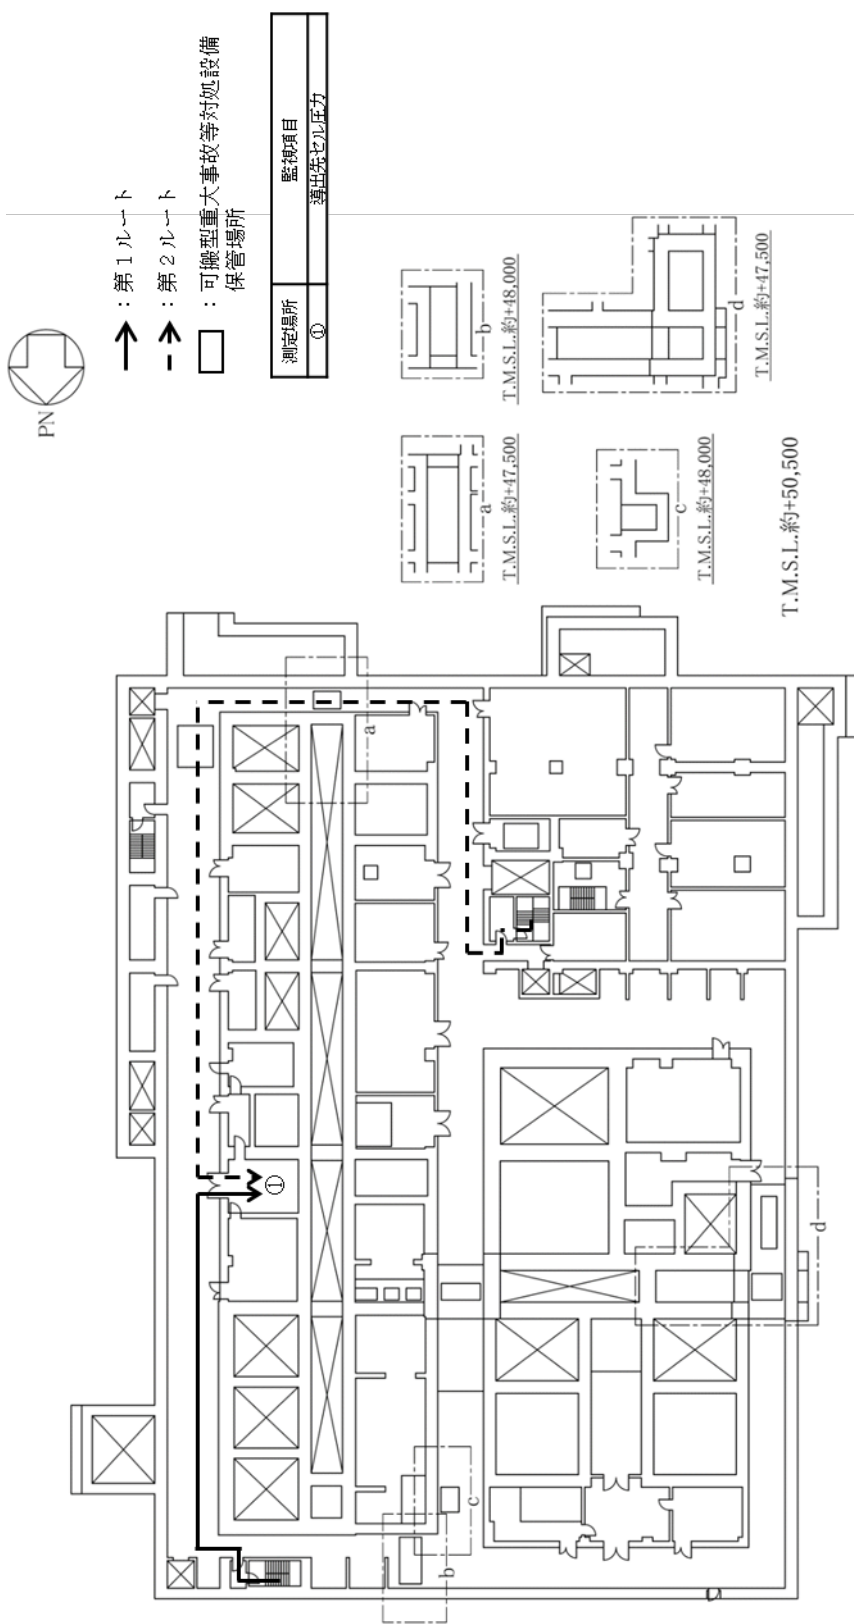 PN
：第１ルート
：第２ルート
：可搬型重大事故等対処設備
保管場所
測定場所 監視項目
① 導出先セル圧力
a
T.M.S.L.約+47,500
b
T.M.S.L.約+48,000
c
T.M.S.L.約+48,000
d
T.M.S.L.約+47,500
T.M.S.L.約+50,500
①
a
b
c
d